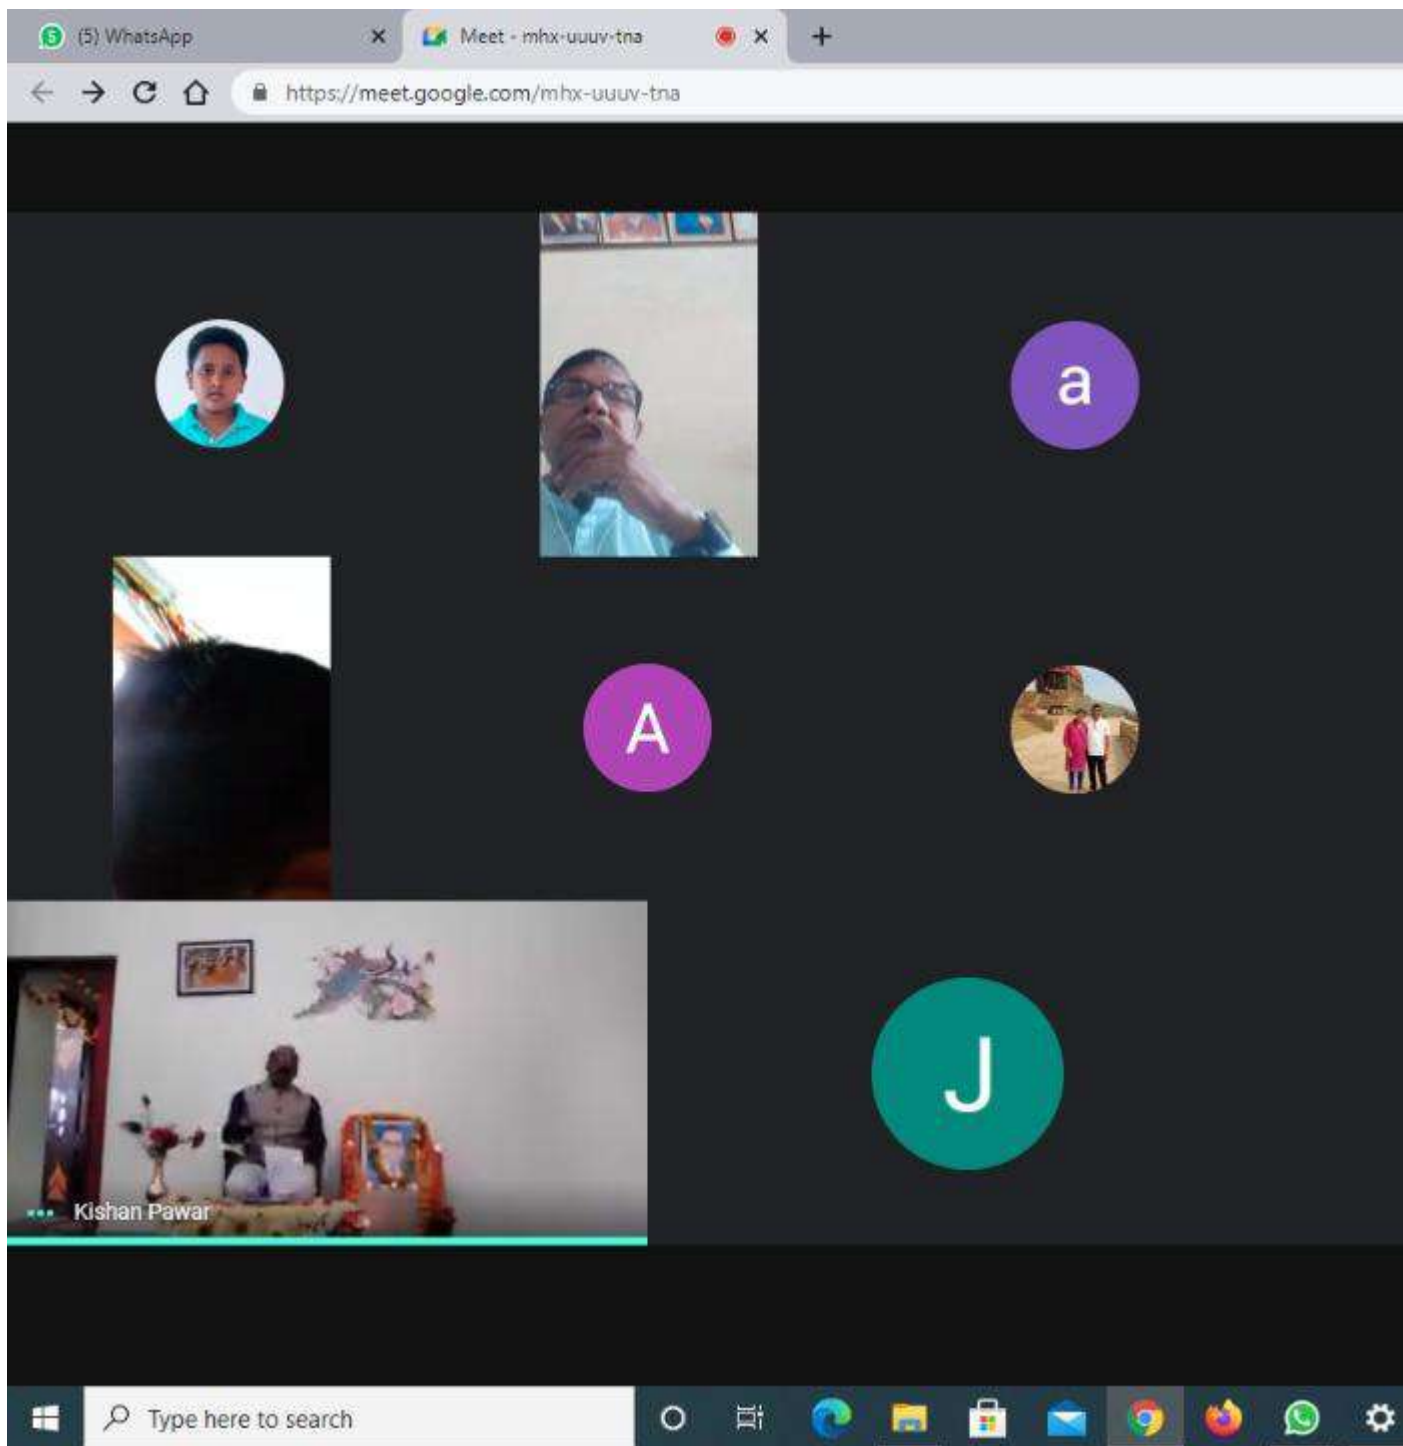 5 (5) WhatsApp
Meet - mhx-uuuv-tna
https://meet.google.com/mhx-uuuv-tna
a
A
J
Kishan Pawar
Type here to search